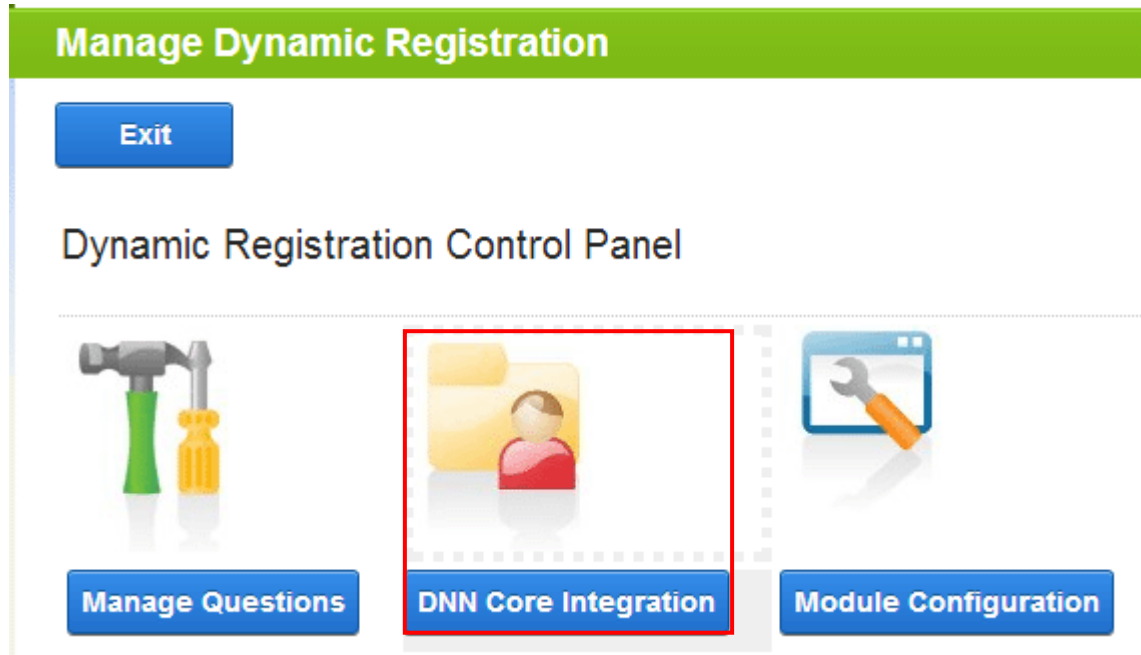 Manage Dynamic Registration
Exit
Dynamic Registration Control Panel
Manage Questions
DNN Core Integration
Module Configuration